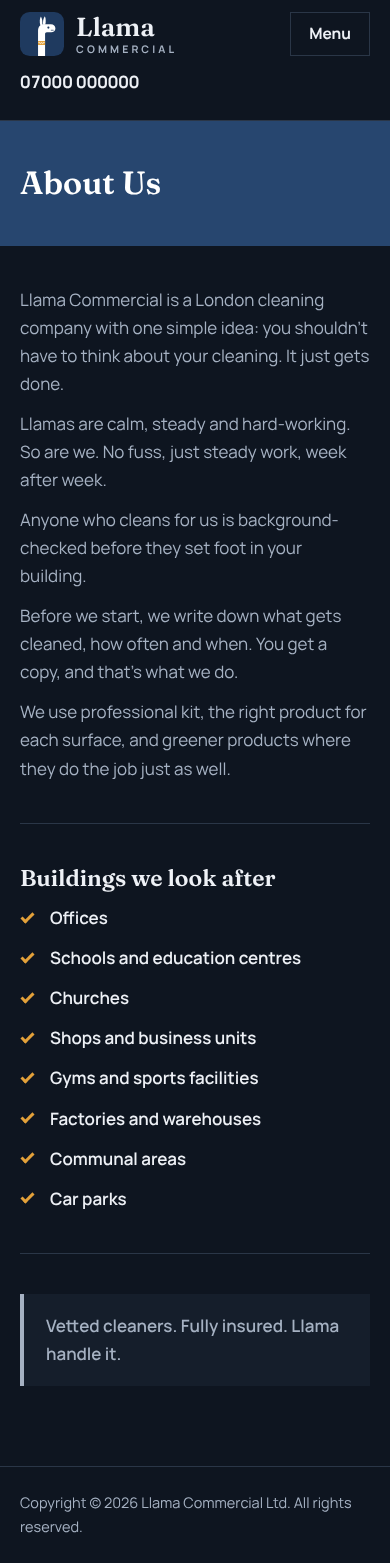 Llama
COMMERCIAL
Menu
07000 000000
About Us
Llama Commercial is a London cleaning
company with one simple idea: you shouldn't
have to think about your cleaning. It just gets
done.
Llamas are calm, steady and hard-working.
So are we. No fuss, just steady work, week
after week.
Anyone who cleans for us is background-
checked before they set foot in your
building.
Before we start, we write down what gets
cleaned, how often and when. You get a
copy, and that's what we do.
We use professional kit, the right product for
each surface, and greener products where
they do the job just as well.
Buildings we look after
Offices
Schools and education centres
Churches
Shops and business units
Gyms and sports facilities
Factories and warehouses
Communal areas
Car parks
Vetted cleaners. Fully insured. Llama
handle it.
Copyright © 2026 Llama Commercial Ltd. All rights
reserved.